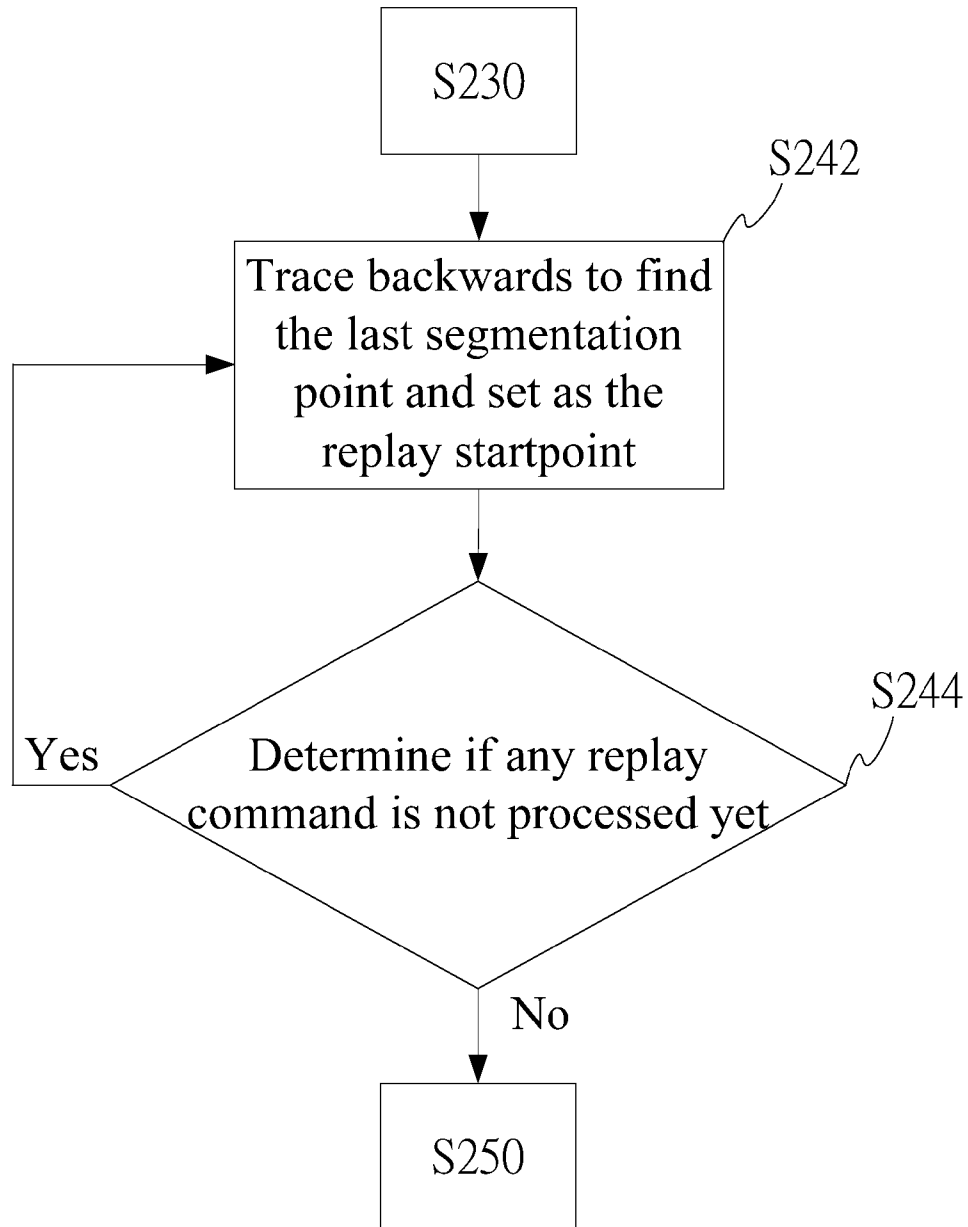 S230
S242
Trace backwards to find
the last segmentation
point and set as the
replay startpoint
S244
Yes
Determine if any replay
command is not processed yet
No
S250